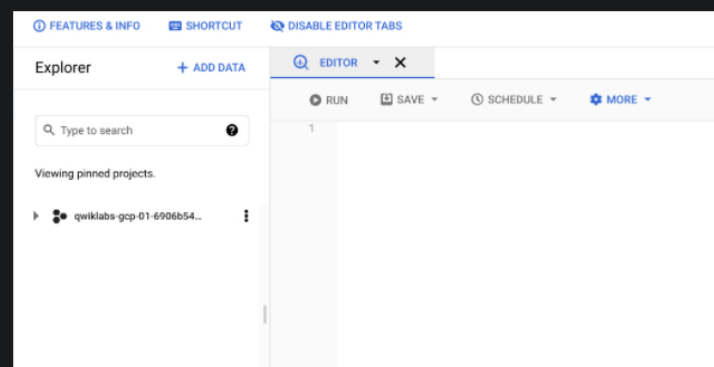 FEATURES & INFO SHORTCUT DISABLE EDITOR TABS
Explorer + ADD DATA
EDITOR
RUN SAVE SCHEDULE MORE
Type to search
1
Viewing pinned projects.
qwiklabs-gcp-01-6906b54...